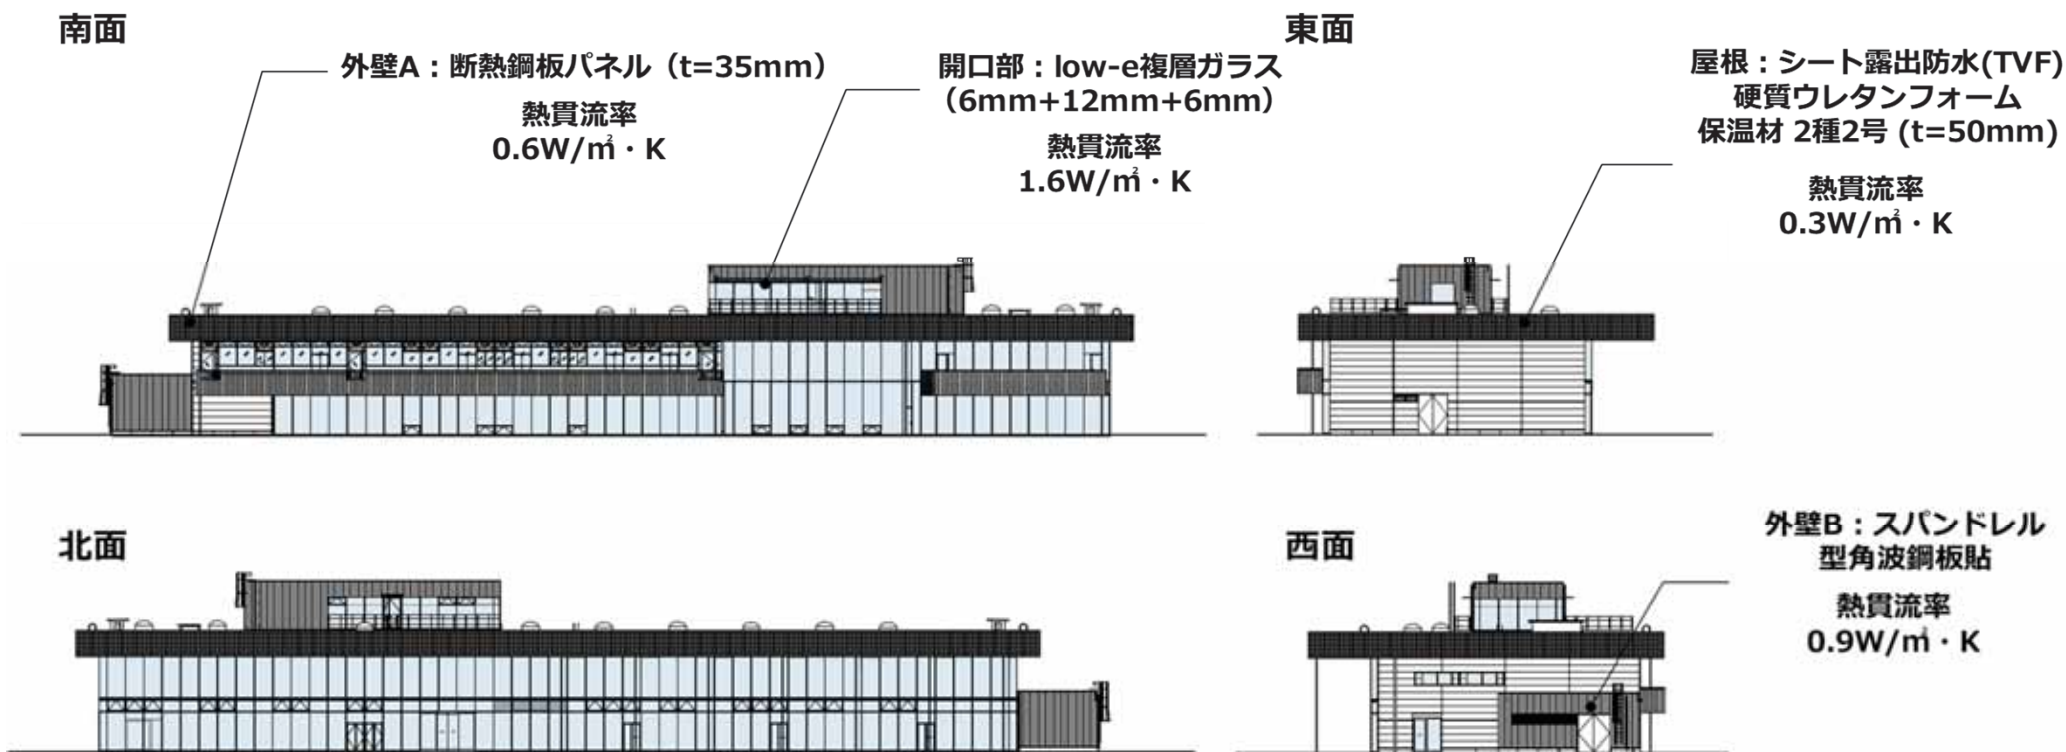 南面
外壁A：断熱鋼板パネル（t=35mm）
熱貫流率
0.6W/㎡・K
開口部：low-e複層ガラス
（6mm+12mm+6mm）
熱貫流率
1.6W/㎡・K
東面
屋根：シート露出防水(TVF)
硬質ウレタンフォーム
保温材 2種2号 (t=50mm)
熱貫流率
0.3W/㎡・K
北面
西面
外壁B：スパンドレル
型角波鋼板貼
熱貫流率
0.9W/㎡・K